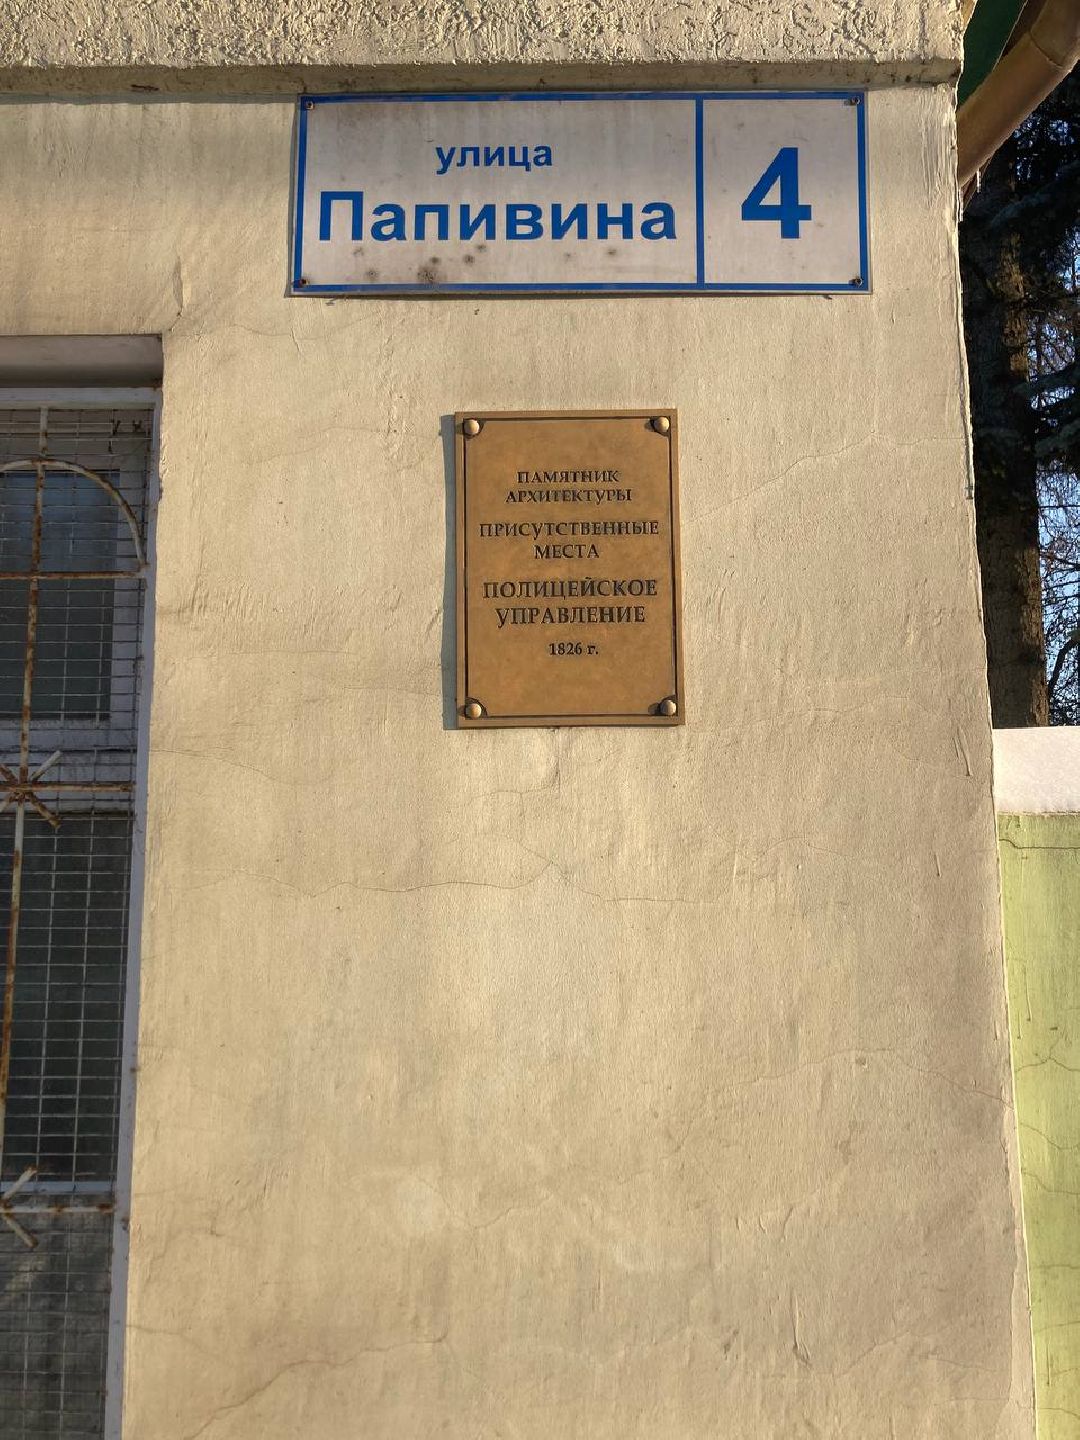 улица
Папивина
4
ПАМЯТНИК
АРХИТЕКТУРЫ
ПРИСУТСТВЕННЫЕ
МЕСТА
ПОЛИЦЕЙСКОЕ
УПРАВЛЕНИЕ
1826 г.